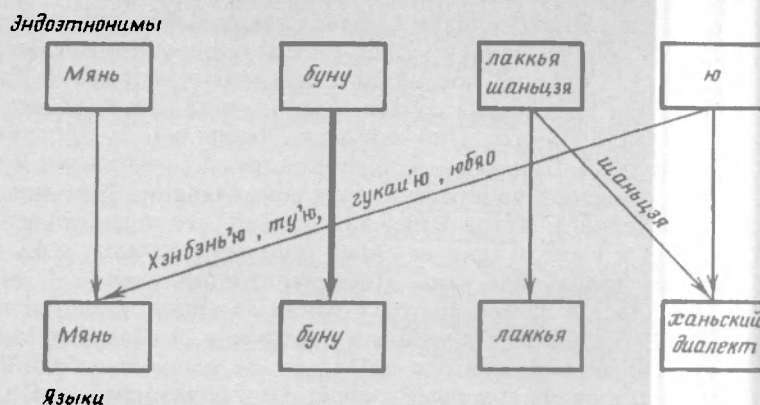 Эндоэтнонимы
Мянь
буну
лаккья
шаньцзя
ю
Хэнбэнь'ю, ту'ю, гукаи'ю, юбяо
шаньцзя
Мянь
буну
лаккья
ханьский
диалект
Языки